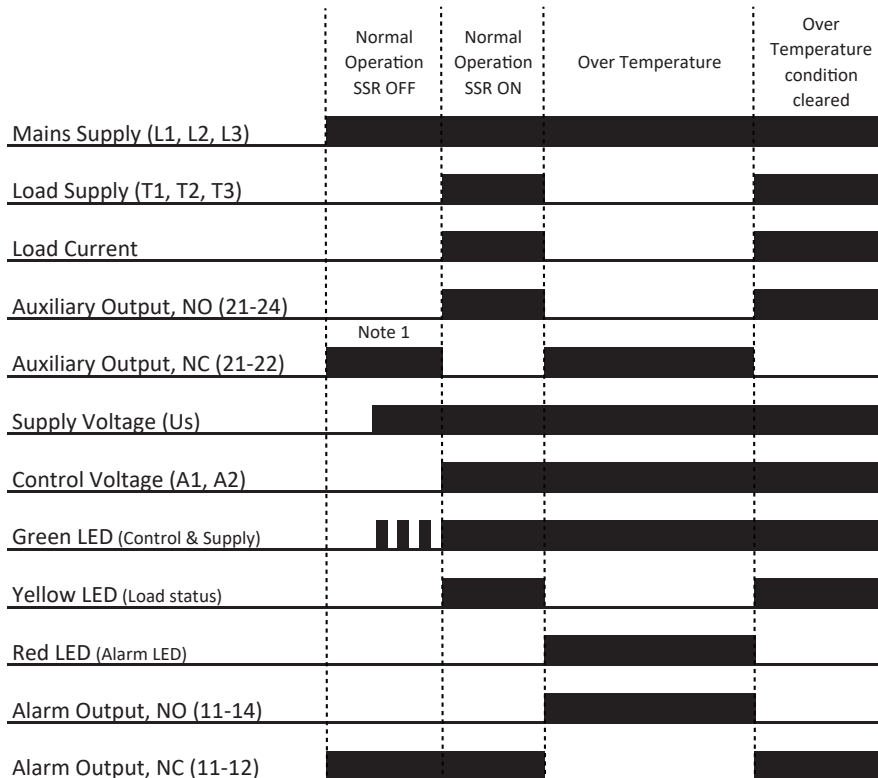 Normal
Operation
SSR OFF
Normal
Operation
SSR ON
Over Temperature
Over
Temperature
condition
cleared
Mains Supply (L1, L2, L3)
Load Supply (T1, T2, T3)
Load Current
Auxiliary Output, NO (21-24)
Note 1
Auxiliary Output, NC (21-22)
Supply Voltage (Us)
Control Voltage (A1, A2)
Green LED (Control & Supply)
Yellow LED (Load status)
Red LED (Alarm LED)
Alarm Output, NO (11-14)
Alarm Output, NC (11-12)